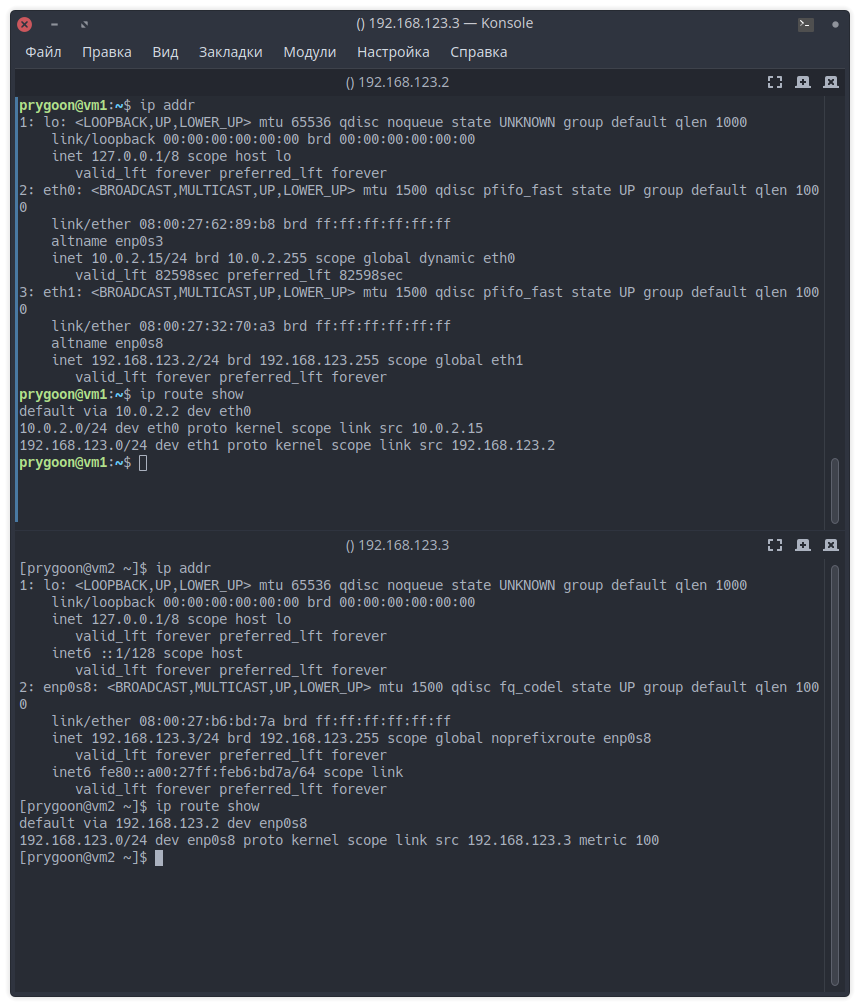 () 192.168.123.3 — Konsole
Файл Правка Вид Закладки Модули Настройка Справка
() 192.168.123.2
prygoon@vm1:~$ ip addr
1: lo: <LOOPBACK,UP,LOWER_UP> mtu 65536 qdisc noqueue state UNKNOWN group default qlen 1000
    link/loopback 00:00:00:00:00:00 brd 00:00:00:00:00:00
    inet 127.0.0.1/8 scope host lo
       valid_lft forever preferred_lft forever
2: eth0: <BROADCAST,MULTICAST,UP,LOWER_UP> mtu 1500 qdisc pfifo_fast state UP group default qlen 100
0
    link/ether 08:00:27:62:89:b8 brd ff:ff:ff:ff:ff:ff
    altname enp0s3
    inet 10.0.2.15/24 brd 10.0.2.255 scope global dynamic eth0
       valid_lft 82598sec preferred_lft 82598sec
3: eth1: <BROADCAST,MULTICAST,UP,LOWER_UP> mtu 1500 qdisc pfifo_fast state UP group default qlen 100
0
    link/ether 08:00:27:32:70:a3 brd ff:ff:ff:ff:ff:ff
    altname enp0s8
    inet 192.168.123.2/24 brd 192.168.123.255 scope global eth1
       valid_lft forever preferred_lft forever
prygoon@vm1:~$ ip route show
default via 10.0.2.2 dev eth0
10.0.2.0/24 dev eth0 proto kernel scope link src 10.0.2.15
192.168.123.0/24 dev eth1 proto kernel scope link src 192.168.123.2
prygoon@vm1:~$
() 192.168.123.3
[prygoon@vm2 ~]$ ip addr
1: lo: <LOOPBACK,UP,LOWER_UP> mtu 65536 qdisc noqueue state UNKNOWN group default qlen 1000
    link/loopback 00:00:00:00:00:00 brd 00:00:00:00:00:00
    inet 127.0.0.1/8 scope host lo
       valid_lft forever preferred_lft forever
    inet6 ::1/128 scope host
       valid_lft forever preferred_lft forever
2: enp0s8: <BROADCAST,MULTICAST,UP,LOWER_UP> mtu 1500 qdisc fq_codel state UP group default qlen 100
0
    link/ether 08:00:27:b6:bd:7a brd ff:ff:ff:ff:ff:ff
    inet 192.168.123.3/24 brd 192.168.123.255 scope global noprefixroute enp0s8
       valid_lft forever preferred_lft forever
    inet6 fe80::a00:27ff:feb6:bd7a/64 scope link
       valid_lft forever preferred_lft forever
[prygoon@vm2 ~]$ ip route show
default via 192.168.123.2 dev enp0s8
192.168.123.0/24 dev enp0s8 proto kernel scope link src 192.168.123.3 metric 100
[prygoon@vm2 ~]$